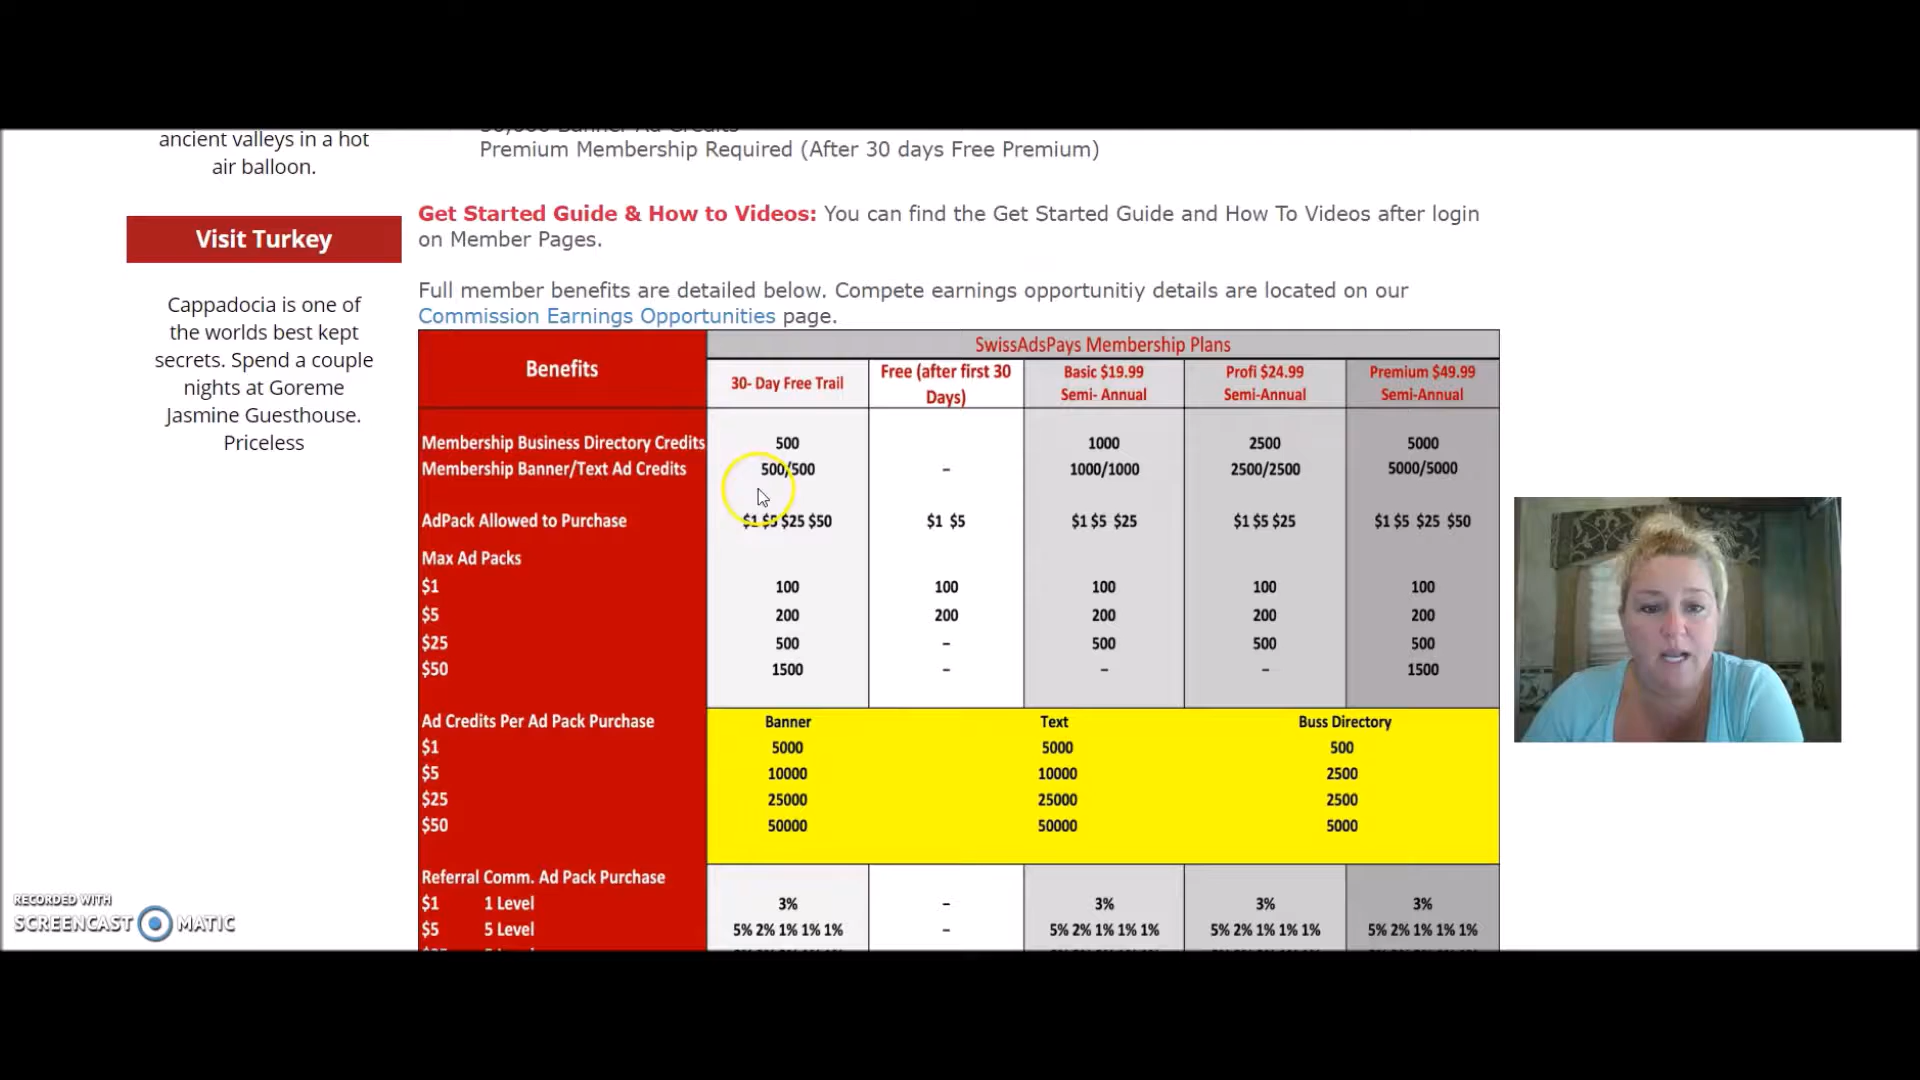 ancient valleys in a hot
air balloon.
Visit Turkey
Cappadocia is one of
the worlds best kept
secrets. Spend a couple
nights at Goreme
Jasmine Guesthouse.
Priceless
Banner Ad Credits
Premium Membership Required (After 30 days Free Premium)
Get Started Guide & How to Videos: You can find the Get Started Guide and How To Videos after login
on Member Pages.
Full member benefits are detailed below. Compete earnings opportunitiy details are located on our
Commission Earnings Opportunities page.
Benefits
SwissAdsPays Membership Plans
30- Day Free Trail
Free (after first 30
Days)
Basic $19.99
Semi- Annual
Profi $24.99
Semi-Annual
Premium $49.99
Semi-Annual
Membership Business Directory Credits 500 1000 2500 5000
Membership Banner/Text Ad Credits 500/500 – 1000/1000 2500/2500 5000/5000
AdPack Allowed to Purchase $1 $5 $25 $50 $1 $5 $1 $5 $25 $1 $5 $25 $1 $5 $25 $50
Max Ad Packs
$1 100 100 100 100 100
$5 200 200 200 200 200
$25 500 – 500 500 500
$50 1500 – – – 1500
Ad Credits Per Ad Pack Purchase Banner Text Buss Directory
$1 5000 5000 500
$5 10000 10000 2500
$25 25000 25000 2500
$50 50000 50000 5000
Referral Comm. Ad Pack Purchase
$1 1 Level 3% – 3% 3% 3%
$5 5 Level 5% 2% 1% 1% 1% – 5% 2% 1% 1% 1% 5% 2% 1% 1% 1% 5% 2% 1% 1% 1%
RECORDED WITH
SCREENCAST MATIC